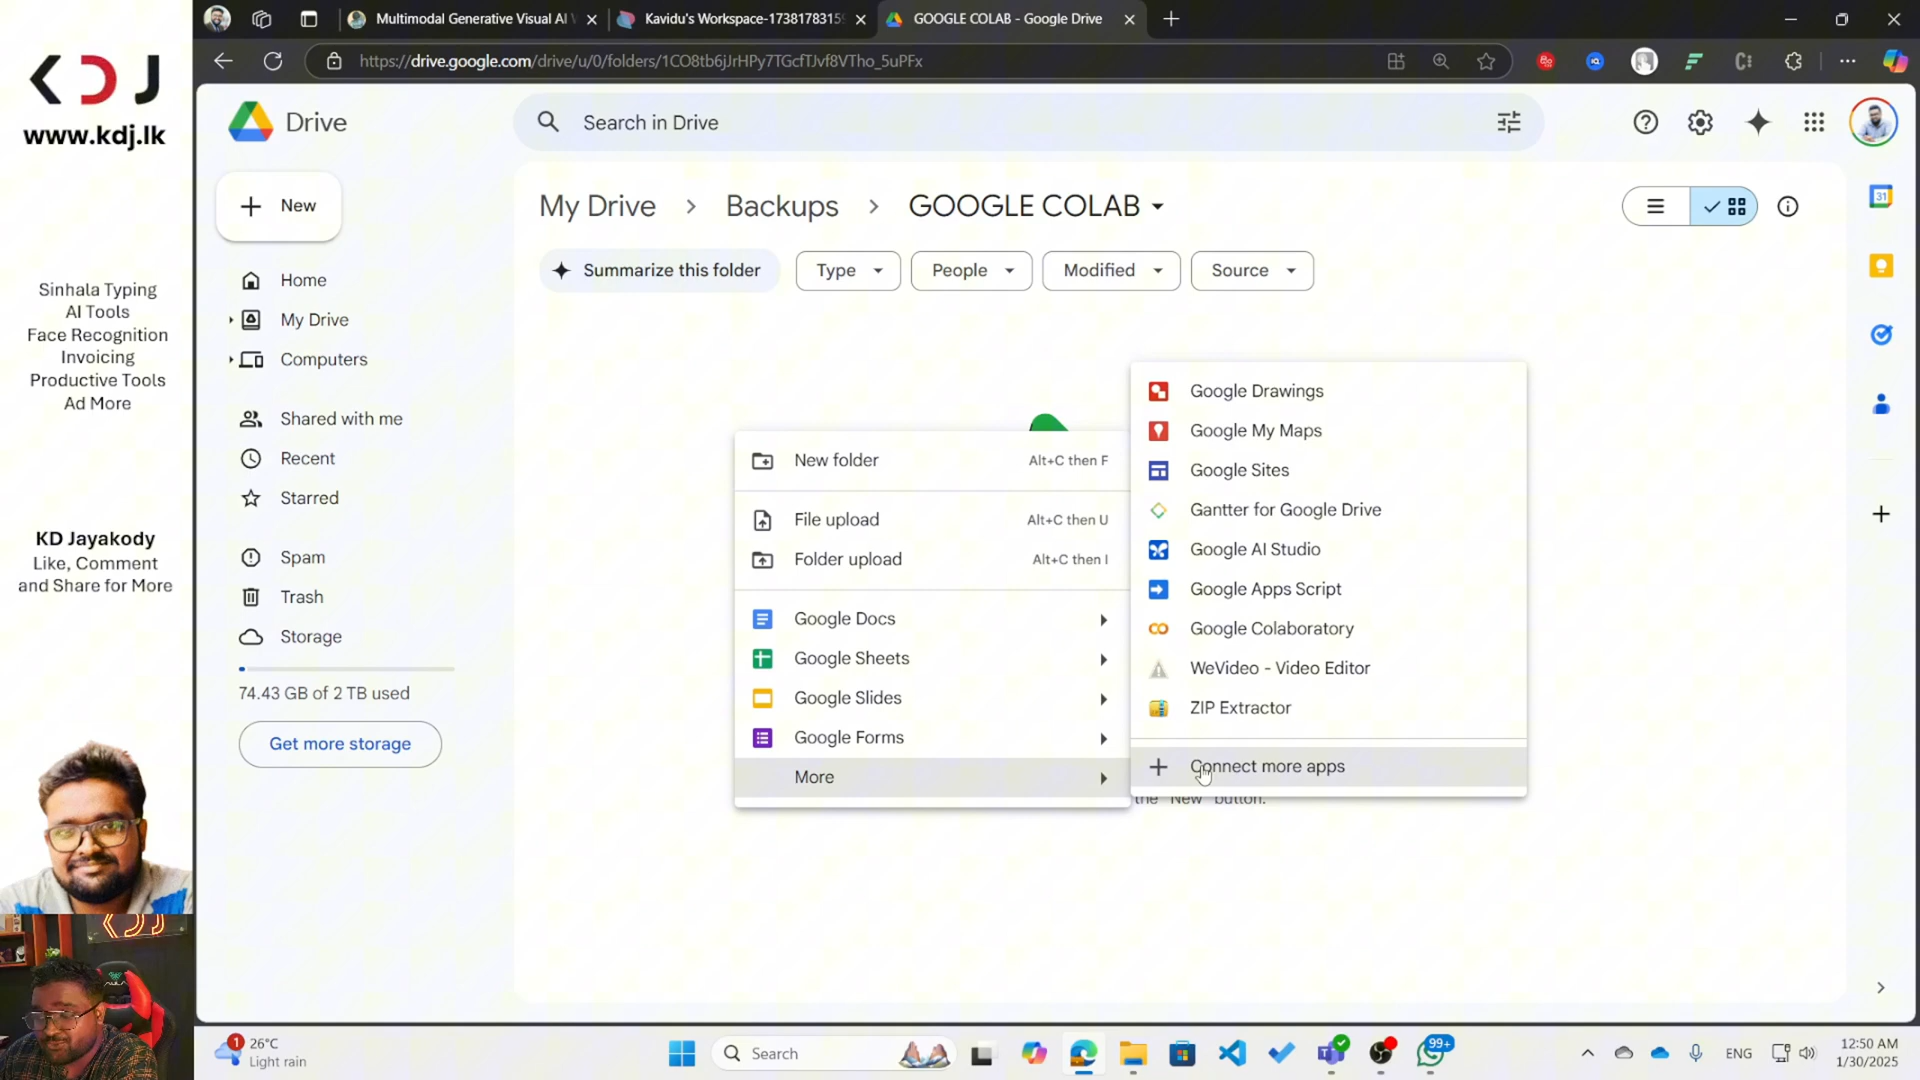 KDJ
www.kdj.lk
Sinhala Typing
AI Tools
Face Recognition
Invoicing
Productive Tools
Ad More
KD Jayakody
Like, Comment
and Share for More
Multimodal Generative Visual AI
Kavidu's Workspace-1738178315
GOOGLE COLAB - Google Drive
https://drive.google.com/drive/u/0/folders/1CO8tb6jJrHPy7TGcfTJvf8VTho_5uPFx
Drive
Search in Drive
New
Home
My Drive
Computers
Shared with me
Recent
Starred
Spam
Trash
Storage
74.43 GB of 2 TB used
Get more storage
My Drive
Backups
GOOGLE COLAB
Summarize this folder
Type
People
Modified
Source
New folder Alt+C then F
File upload Alt+C then U
Folder upload Alt+C then I
Google Docs
Google Sheets
Google Slides
Google Forms
More
Google Drawings
Google My Maps
Google Sites
Gantter for Google Drive
Google AI Studio
Google Apps Script
Google Colaboratory
WeVideo - Video Editor
ZIP Extractor
Connect more apps
the "New" button.
31
1
26°C
Light rain
Search
99+
ENG
12:50 AM
1/30/2025